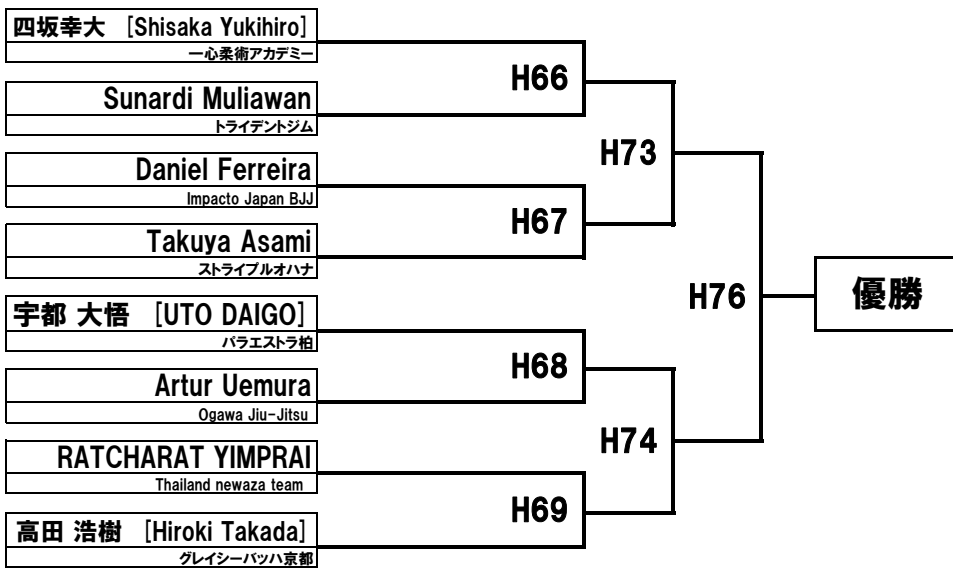 四坂幸大 [Shisaka Yukihiro]
一心柔術アカデミー
Sunardi Muliawan
トライデントジム
Daniel Ferreira
Impacto Japan BJJ
Takuya Asami
ストライプルオハナ
宇都 大悟 [UTO DAIGO]
パラエストラ柏
Artur Uemura
Ogawa Jiu-Jitsu
RATCHARAT YIMPRAI
Thailand newaza team
高田 浩樹 [Hiroki Takada]
グレイシーバッハ京都
H66
H67
H68
H69
H73
H74
H76
優勝